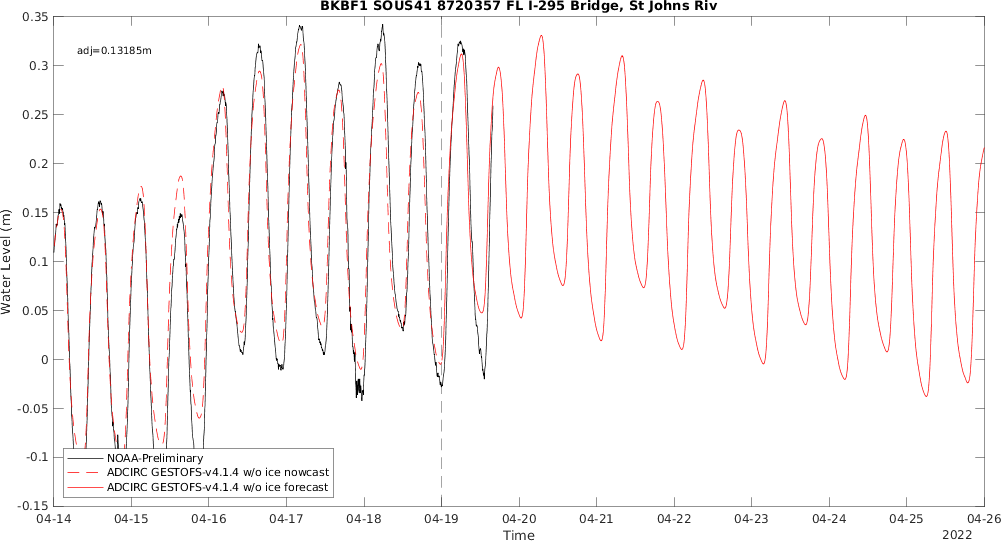 BKBF1 SOUS41 8720357 FL I-295 Bridge, St Johns Riv
adj=0.13185m
0.35
0.3
0.25
0.2
0.15
0.1
0.05
0
-0.05
-0.1
-0.15
Water Level (m)
NOAA-Preliminary
ADCIRC GESTOFS-v4.1.4 w/o ice nowcast
ADCIRC GESTOFS-v4.1.4 w/o ice forecast
04-14 04-15 04-16 04-17 04-18 04-19 04-20 04-21 04-22 04-23 04-24 04-25 04-26
Time
2022